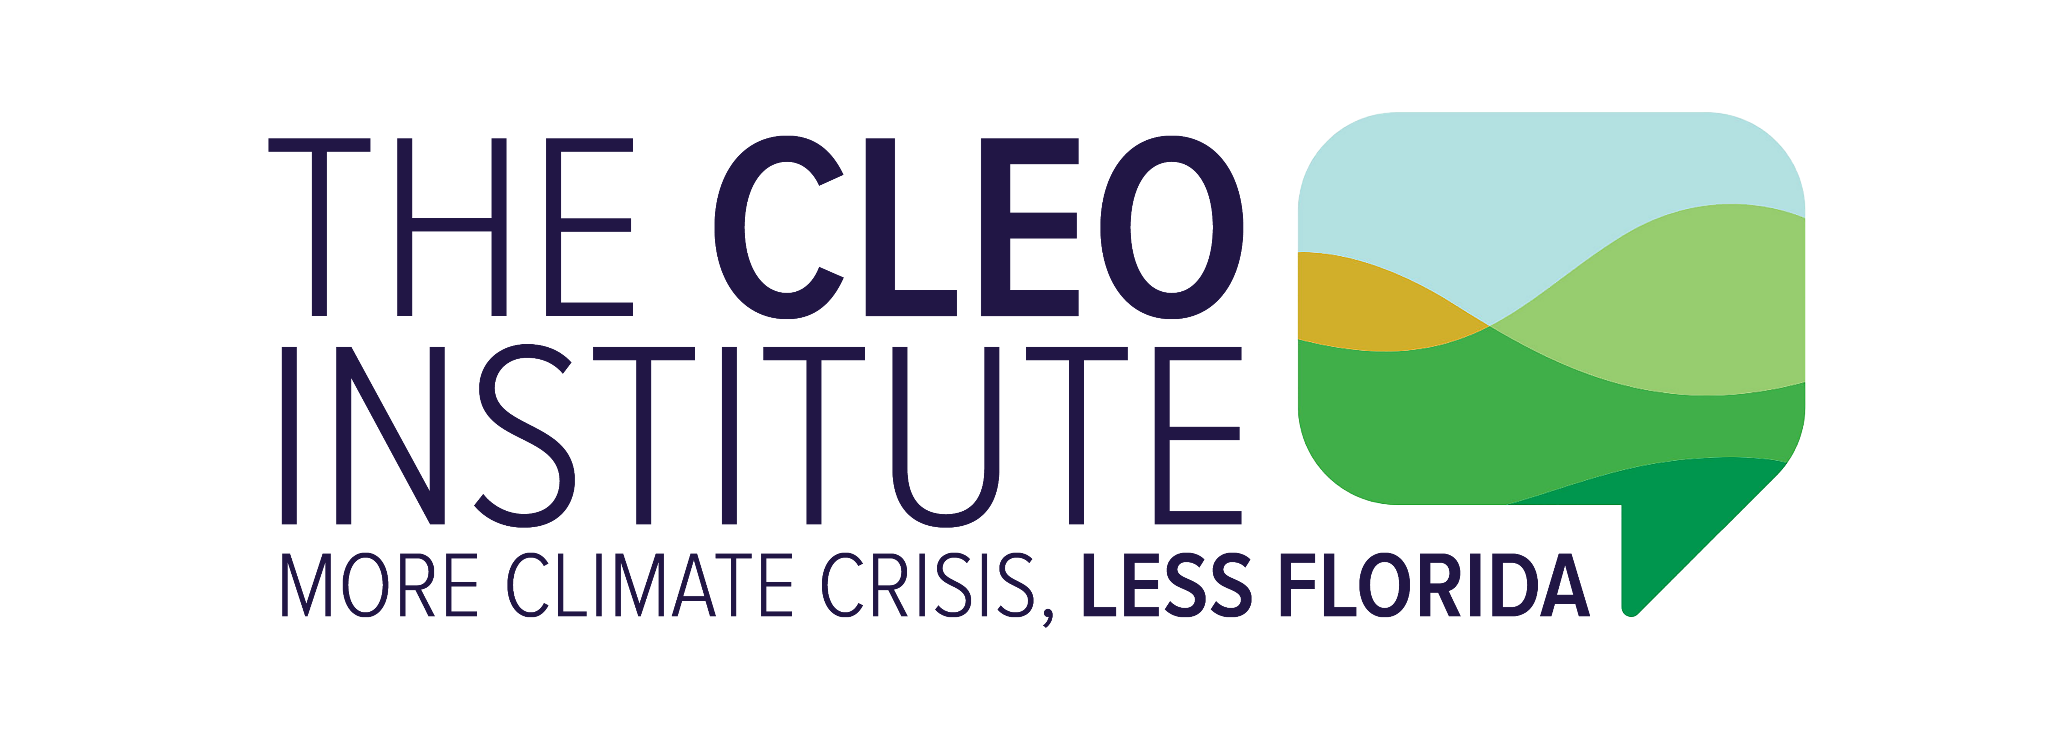 THE CLEO
INSTITUTE
MORE CLIMATE CRISIS, LESS FLORIDA